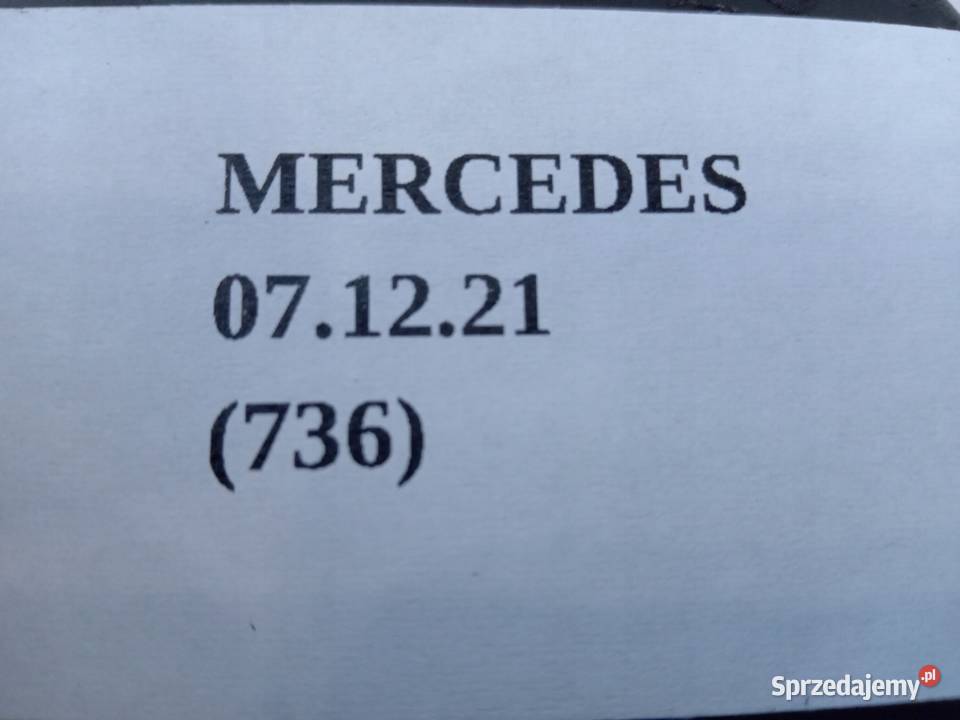 MERCEDES
07.12.21
(736)
Sprzedajemy.pl